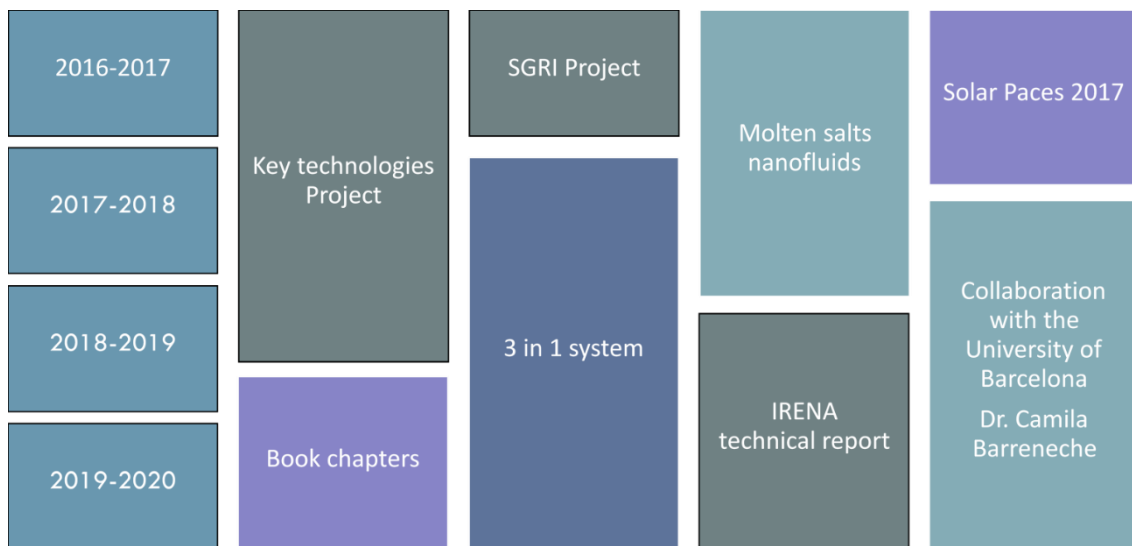 2016-2017
2017-2018
2018-2019
2019-2020
Key technologies
Project
Book chapters
SGRI Project
3 in 1 system
Molten salts
nanofluids
IRENA
technical report
Solar Paces 2017
Collaboration
with the
University of
Barcelona
Dr. Camila
Barreneche